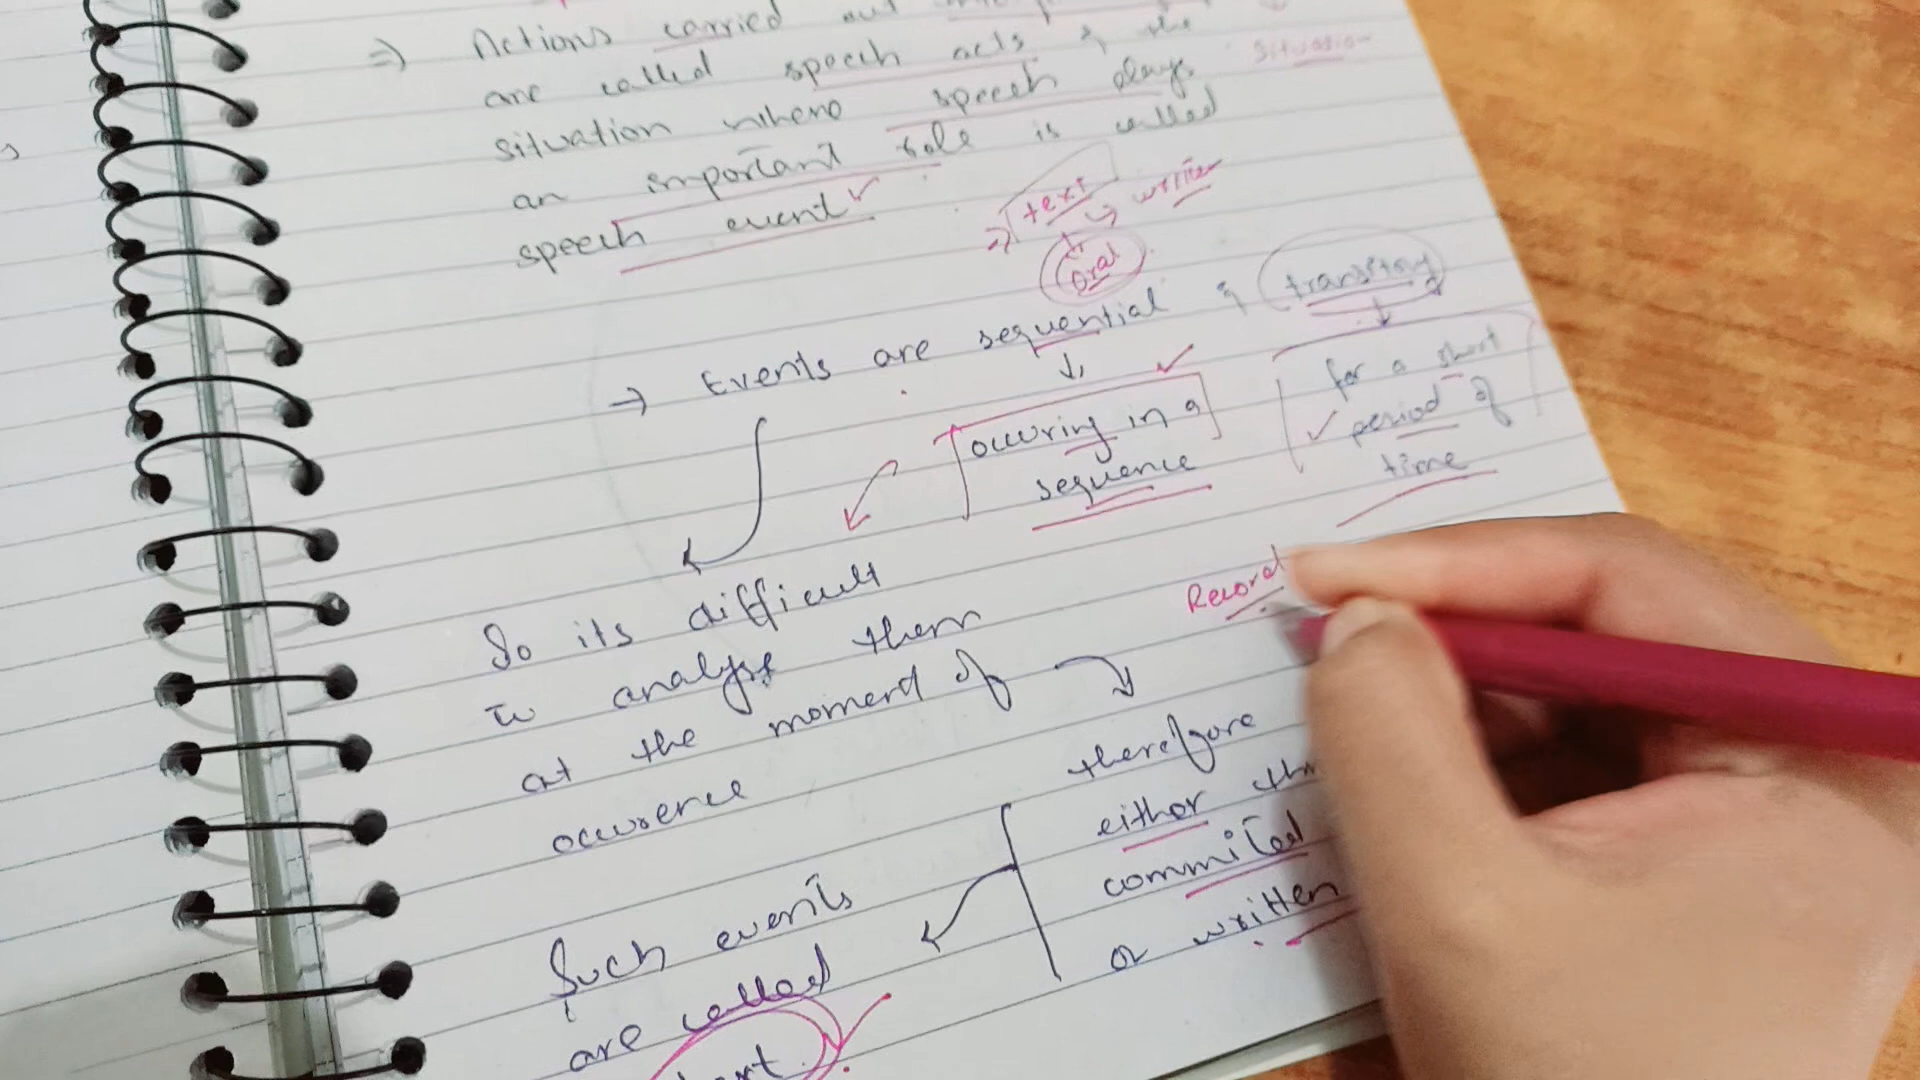 ⇒ Actions carried out
are called speech acts & the
situation
situation where speech plays
an important role is called
speech event ✓
⇒ text → writer
Oral
→ Events are sequential & transitory
occuring in a
sequence
for a short
period of
time
Record
So its difficult
to analyse them
at the moment of
occurence
therefore
either
commited
or written
Such events
are called